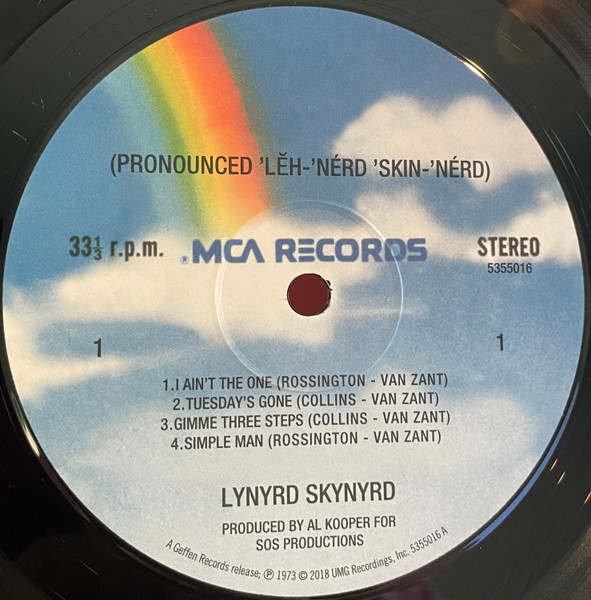 (PRONOUNCED 'LĔH-'NÉRD 'SKIN-'NÉRD)
33⅓ r.p.m.
®MCA RECORDS
STEREO
5355016
1
1
1.I AIN'T THE ONE (ROSSINGTON - VAN ZANT)
2.TUESDAY'S GONE (COLLINS - VAN ZANT)
3.GIMME THREE STEPS (COLLINS - VAN ZANT)
4.SIMPLE MAN (ROSSINGTON - VAN ZANT)
LYNYRD SKYNYRD
PRODUCED BY AL KOOPER FOR
SOS PRODUCTIONS
A Geffen Records release; ℗ 1973 © 2018 UMG Recordings, Inc. 5355016 A